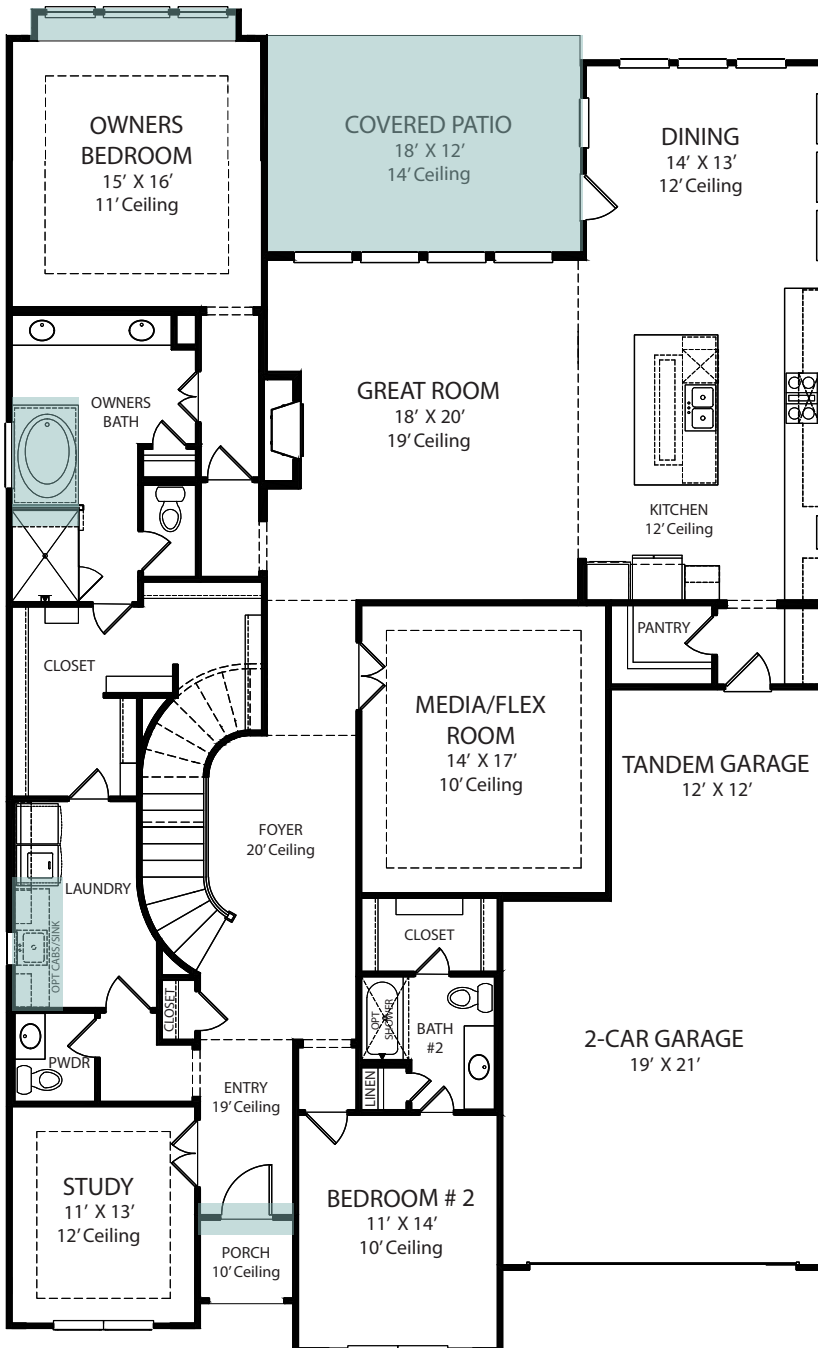 OWNERS
BEDROOM
15' X 16'
11' Ceiling
COVERED PATIO
18' X 12'
14' Ceiling
DINING
14' X 13'
12' Ceiling
OWNERS
BATH
GREAT ROOM
18' X 20'
19' Ceiling
KITCHEN
12' Ceiling
CLOSET
PANTRY
MEDIA/FLEX
ROOM
14' X 17'
10' Ceiling
TANDEM GARAGE
12' X 12'
FOYER
20' Ceiling
LAUNDRY
OPT CABS/SINK
CLOSET
CLOSET
OPT
SHOWER
BATH
#2
2-CAR GARAGE
19' X 21'
PWDR
LINEN
ENTRY
19' Ceiling
STUDY
11' X 13'
12' Ceiling
BEDROOM # 2
11' X 14'
10' Ceiling
PORCH
10' Ceiling